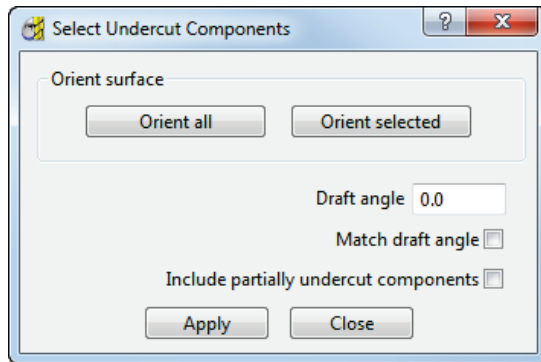 Select Undercut Components
Orient surface
Orient all Orient selected
Draft angle 0.0
Match draft angle
Include partially undercut components
Apply Close